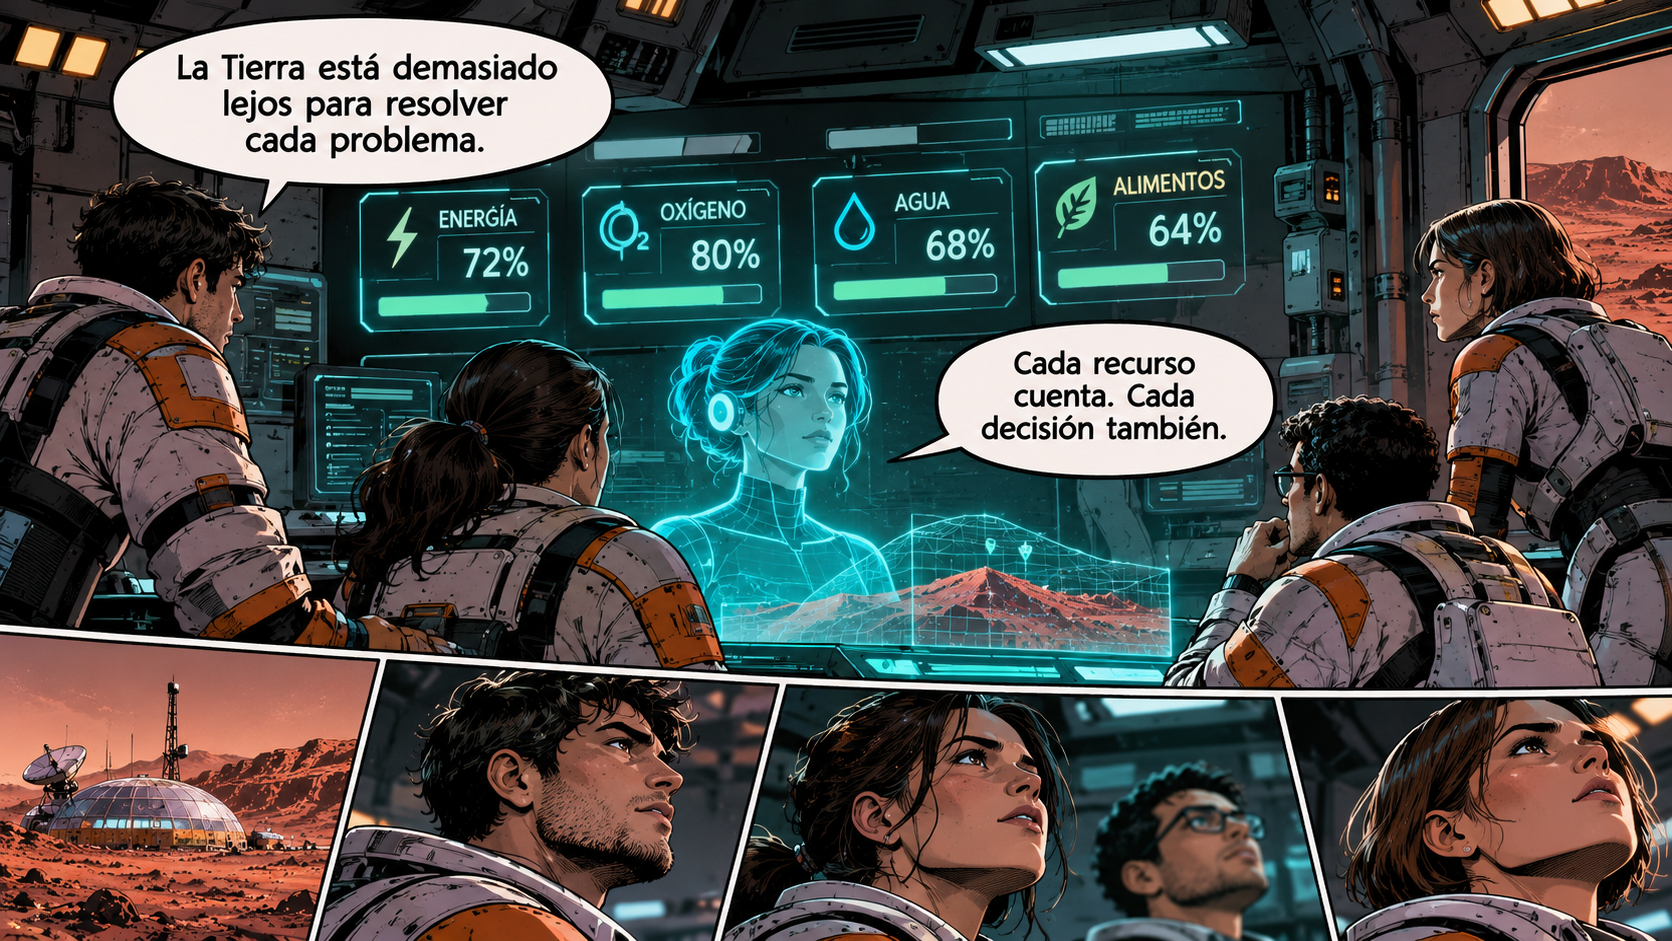 La Tierra está demasiado
lejos para resolver
cada problema.
ENERGÍA
72%
OXÍGENO
O2
80%
AGUA
68%
ALIMENTOS
64%
Cada recurso
cuenta. Cada
decisión también.